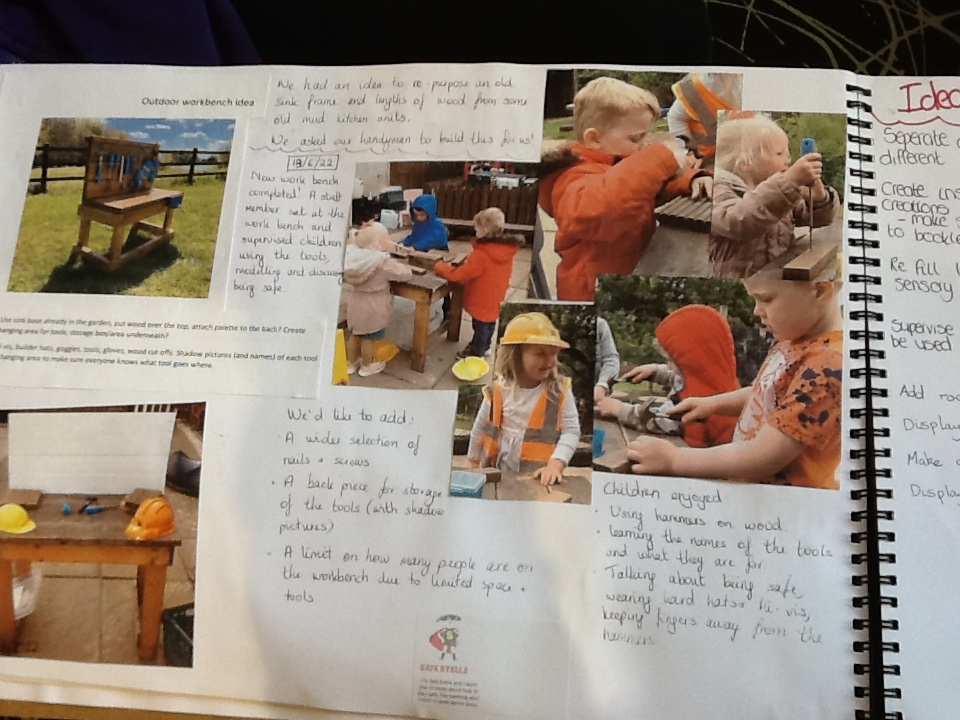 Outdoor workbench idea
We had an idea to re-purpose an old
sink frame and lengths of wood from some
old mud kitchen units.
We asked our handyman to build this for us!
18/6/22
Now work bench
completed! A staff
member sat at the
work bench and
supervised children
using the tools,
modelling and discussing
being safe.
Use sink base already in the garden, put wood over the top, attach palette to the back? Create
hanging area for tools, storage box/area underneath?
vis, builder hats, goggles, tools, gloves, wood cut offs. Shadow pictures (and names) of each tool
hanging area to make sure everyone knows what tool goes where.
We'd like to add:
· A wider selection of
nails + screws
· A back piece for storage
of the tools (with shadow
pictures)
· A limit on how many people are on
the workbench due to limited space +
tools
Children enjoyed
· Using hammers on wood
· learning the names of the tools
and what they are for
· Talking about being safe,
wearing hard hats + hi-vis,
keeping fingers away from the
hammers
SAFE STELLA
Seperate
different
Create
creations
- make
to
Re fill
sensory
Supervise
be used
Add
Display
Make
Display